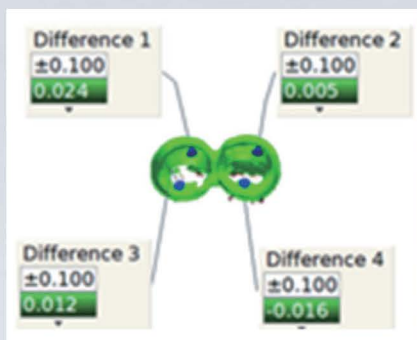 Difference 1
±0.100
0.024
Difference 2
±0.100
0.005
Difference 3
±0.100
0.012
Difference 4
±0.100
-0.016